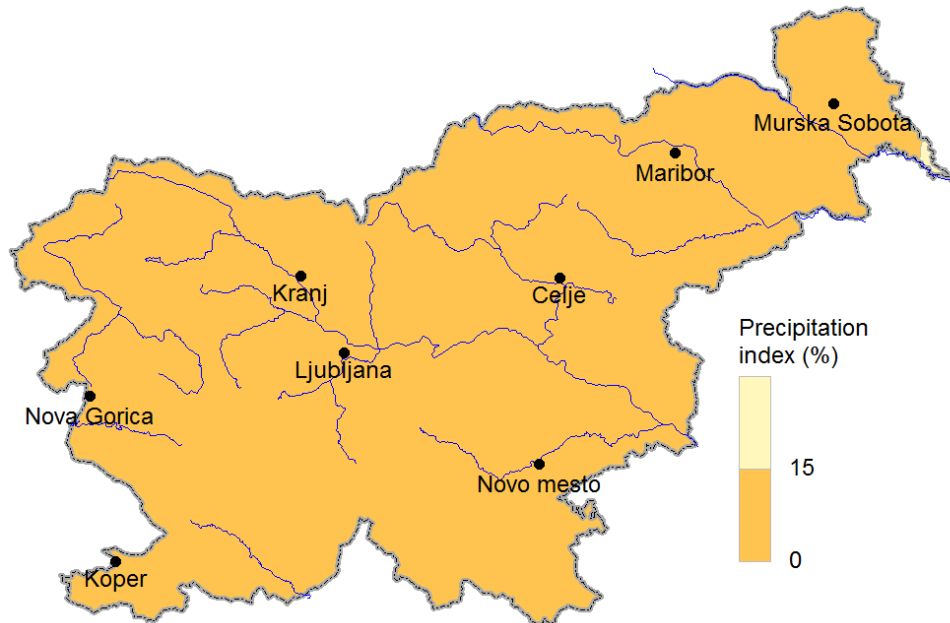 Murska Sobota
Maribor
Kranj
Celje
Precipitation
index (%)
Ljubljana
Nova Gorica
15
Novo mesto
0
Koper